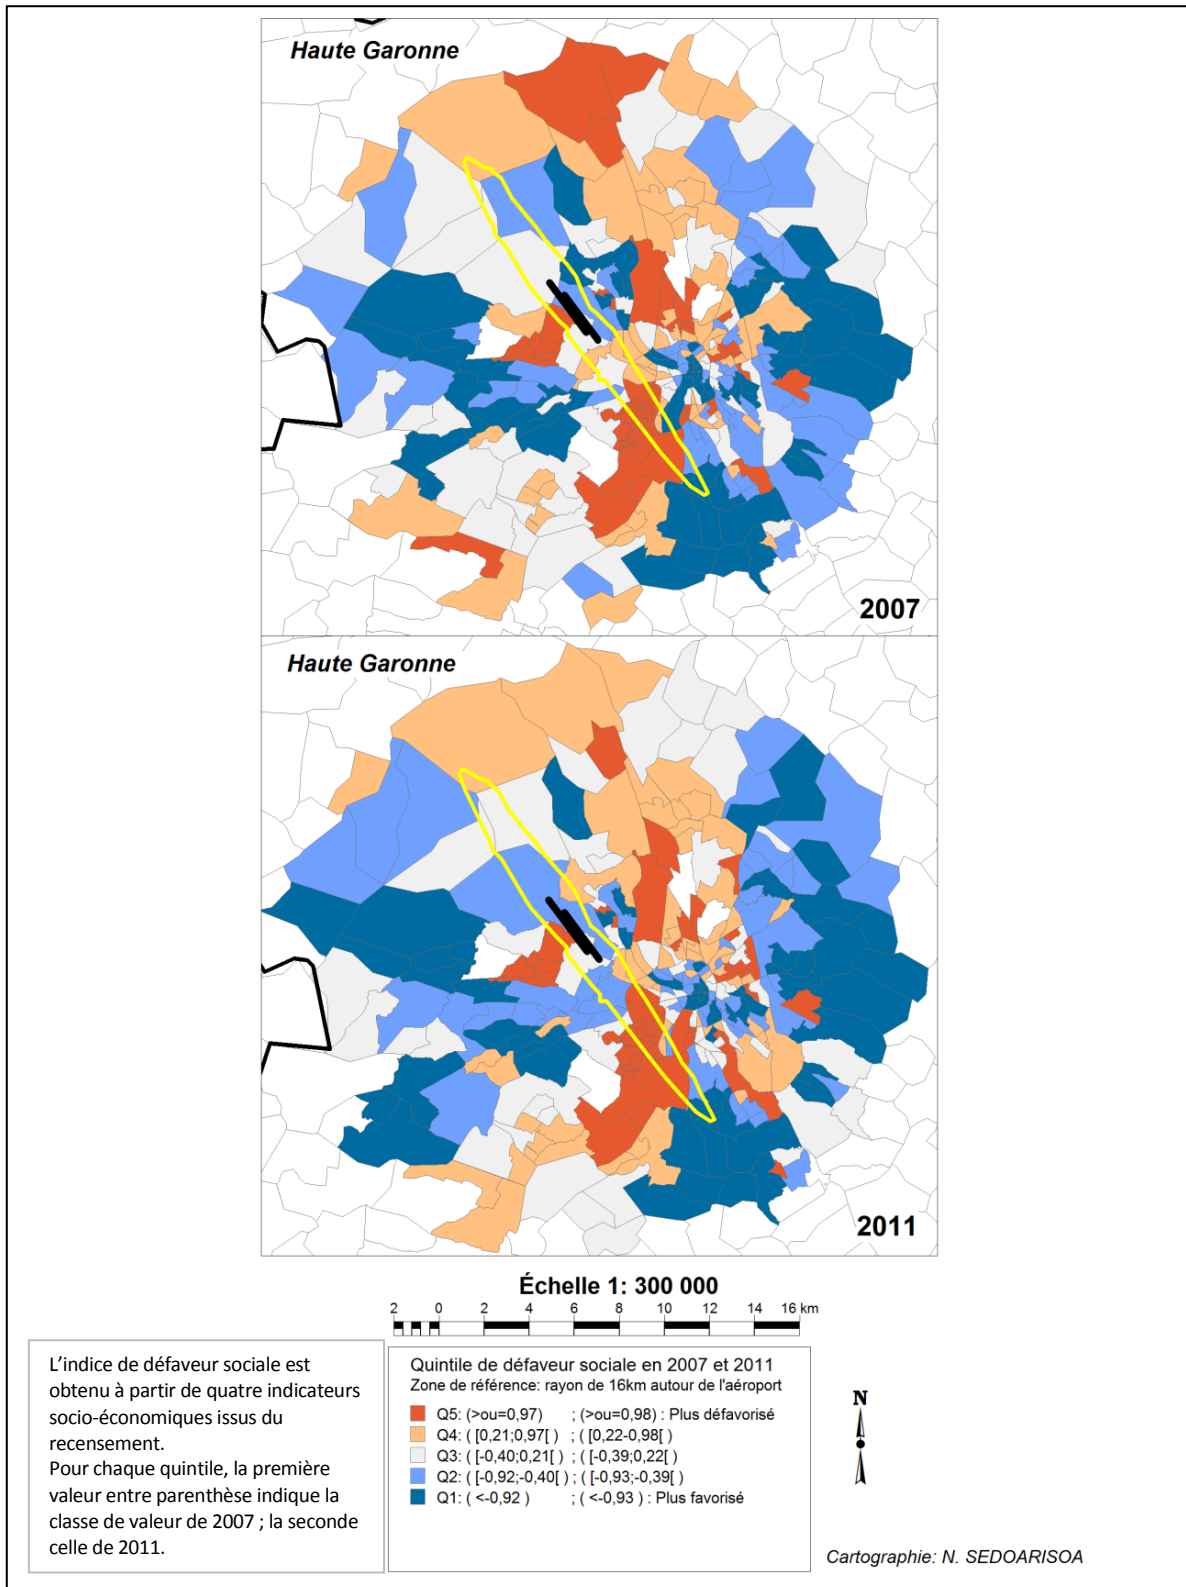 Haute Garonne
2007
Haute Garonne
2011
Échelle 1: 300 000
2 0 2 4 6 8 10 12 14 16 km
L'indice de défaveur sociale est
obtenu à partir de quatre indicateurs
socio-économiques issus du
recensement.
Pour chaque quintile, la première
valeur entre parenthèse indique la
classe de valeur de 2007 ; la seconde
celle de 2011.
Quintile de défaveur sociale en 2007 et 2011
Zone de référence: rayon de 16km autour de l'aéroport
Q5: (>ou=0,97) ; (>ou=0,98) : Plus défavorisé
Q4: ( [0,21;0,97[ ) ; ( [0,22-0,98[ )
Q3: ( [-0,40;0,21[ ) ; ( [-0,39;0,22[ )
Q2: ( [-0,92;-0,40[ ) ; ( [-0,93;-0,39[ )
Q1: ( <-0,92 ) ; ( <-0,93 ) : Plus favorisé
N
Cartographie: N. SEDOARISOA